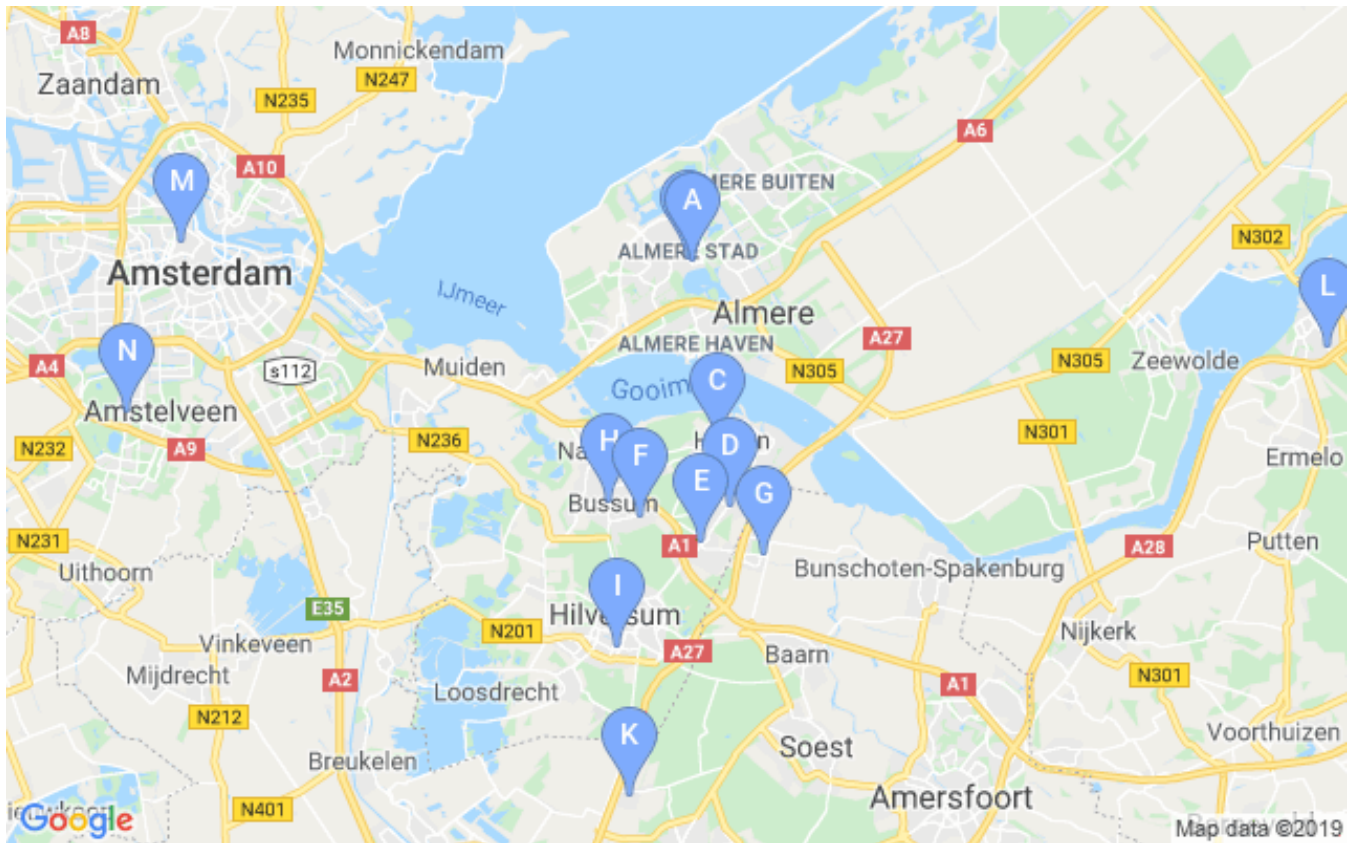 A8
Monnickendam
Zaandam
N247
N235
A6
A10
M
MERE BUITEN
A
N302
ALMERE STAD
Amsterdam
IJmeer
L
Almere
N
A27
ALMERE HAVEN
A4
s112
Muiden
N305
N305
Zeewolde
C
Gooim
Amstelveen
H
N236
N301
N232
A9
Na
F
H
n
D
Ermelo
E
G
Bussum
N231
A1
A28
Putten
Uithoorn
Bunschoten-Spakenburg
I
E35
Hilversum
N201
Nijkerk
Vinkeveen
A27
Baarn
Mijdrecht
A2
Loosdrecht
A1
N301
N212
K
Soest
Voorthuizen
Breukelen
N401
Amersfoort
Google
Map data ©2019